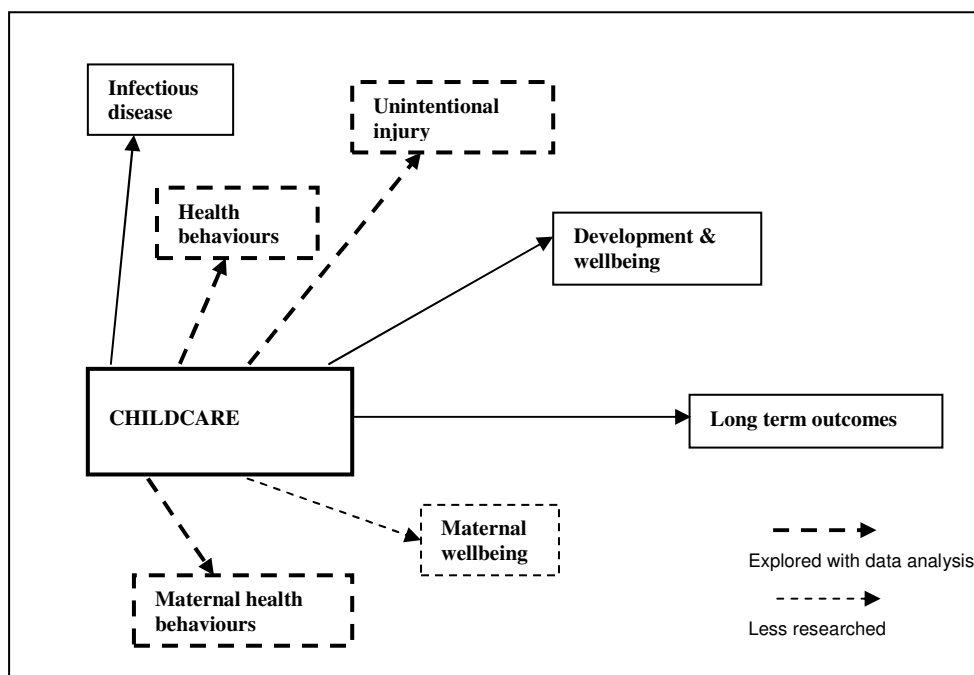 Infectious
disease
Unintentional
injury
Health
behaviours
Development &
wellbeing
CHILDCARE
Long term outcomes
Maternal
wellbeing
Maternal health
behaviours
Explored with data analysis
Less researched